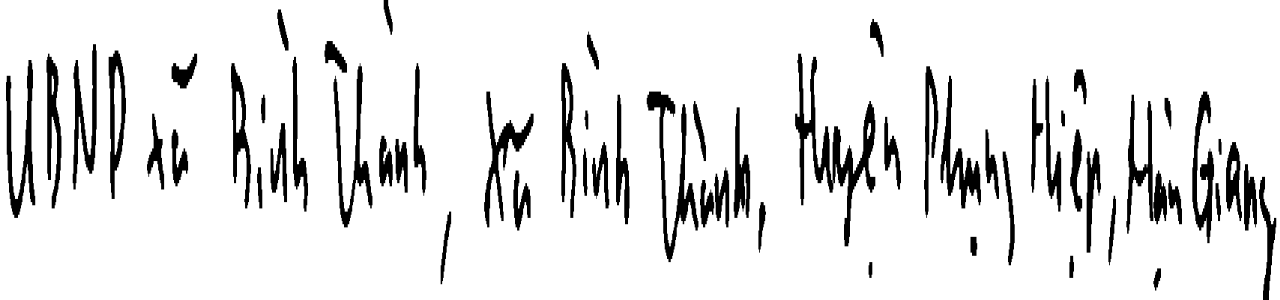 UBND xã Bình Thành, Xã Bình Thành, Huyện Phụng Hiệp, Hậu Giang